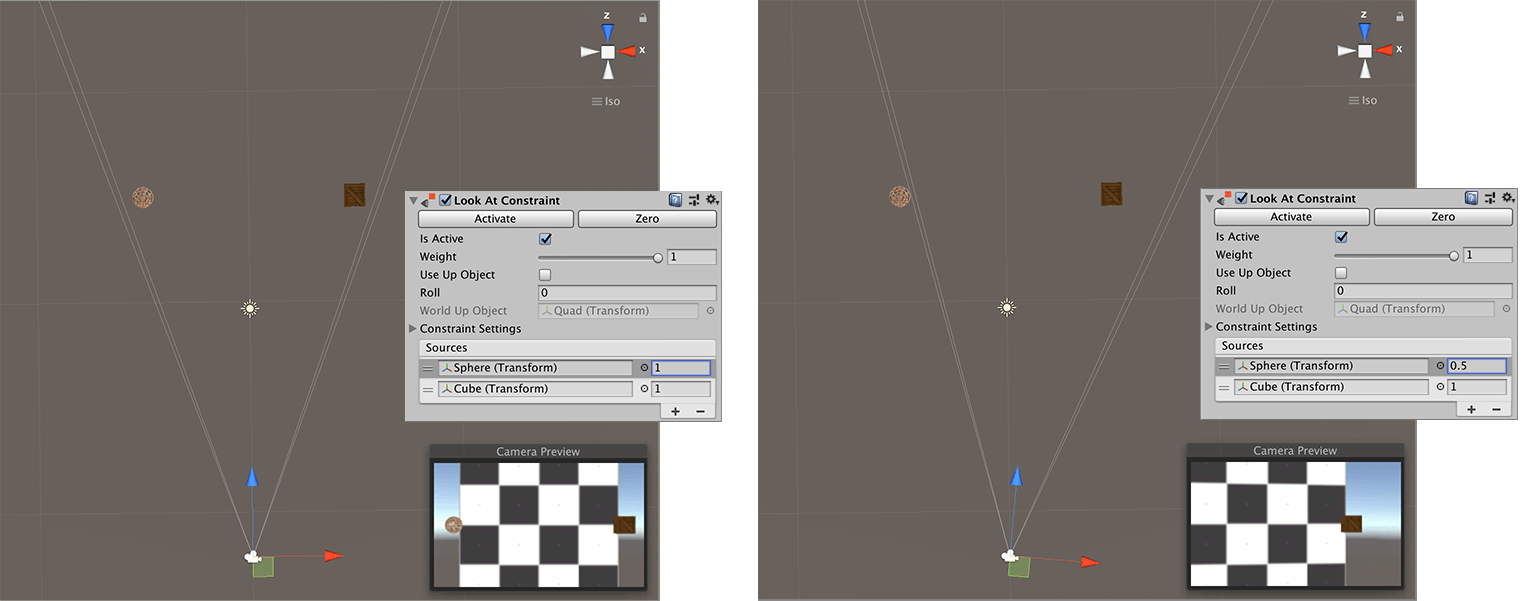 z
x
Iso
Look At Constraint
Activate Zero
Is Active
Weight 1
Use Up Object
Roll 0
World Up Object Quad (Transform)
Constraint Settings
Sources
Sphere (Transform) 1
Cube (Transform) 1
+ −
Camera Preview
z
x
Iso
Look At Constraint
Activate Zero
Is Active
Weight 1
Use Up Object
Roll 0
World Up Object Quad (Transform)
Constraint Settings
Sources
Sphere (Transform) 0.5
Cube (Transform) 1
+ −
Camera Preview